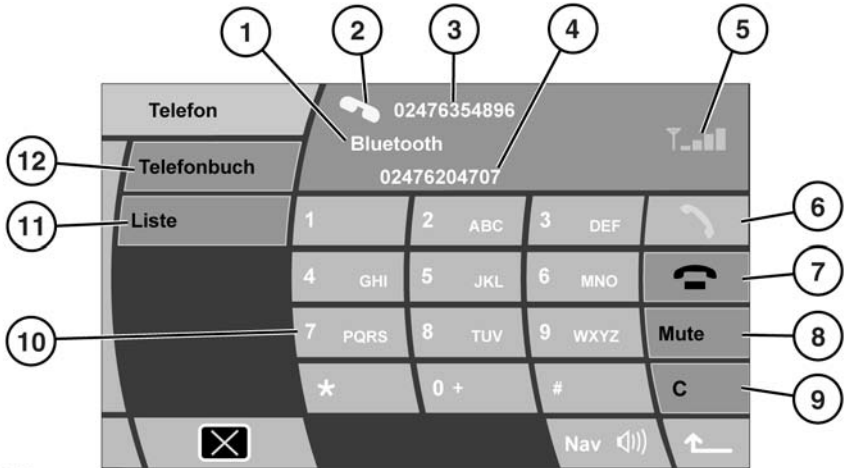 1 2 3 4 5
Telefon
02476354896
Bluetooth
02476204707
12 Telefonbuch
11 Liste
1 2 ABC 3 DEF 6
4 GHI 5 JKL 6 MNO 7
10 7 PQRS 8 TUV 9 WXYZ Mute 8
* 0 + # C 9
Nav